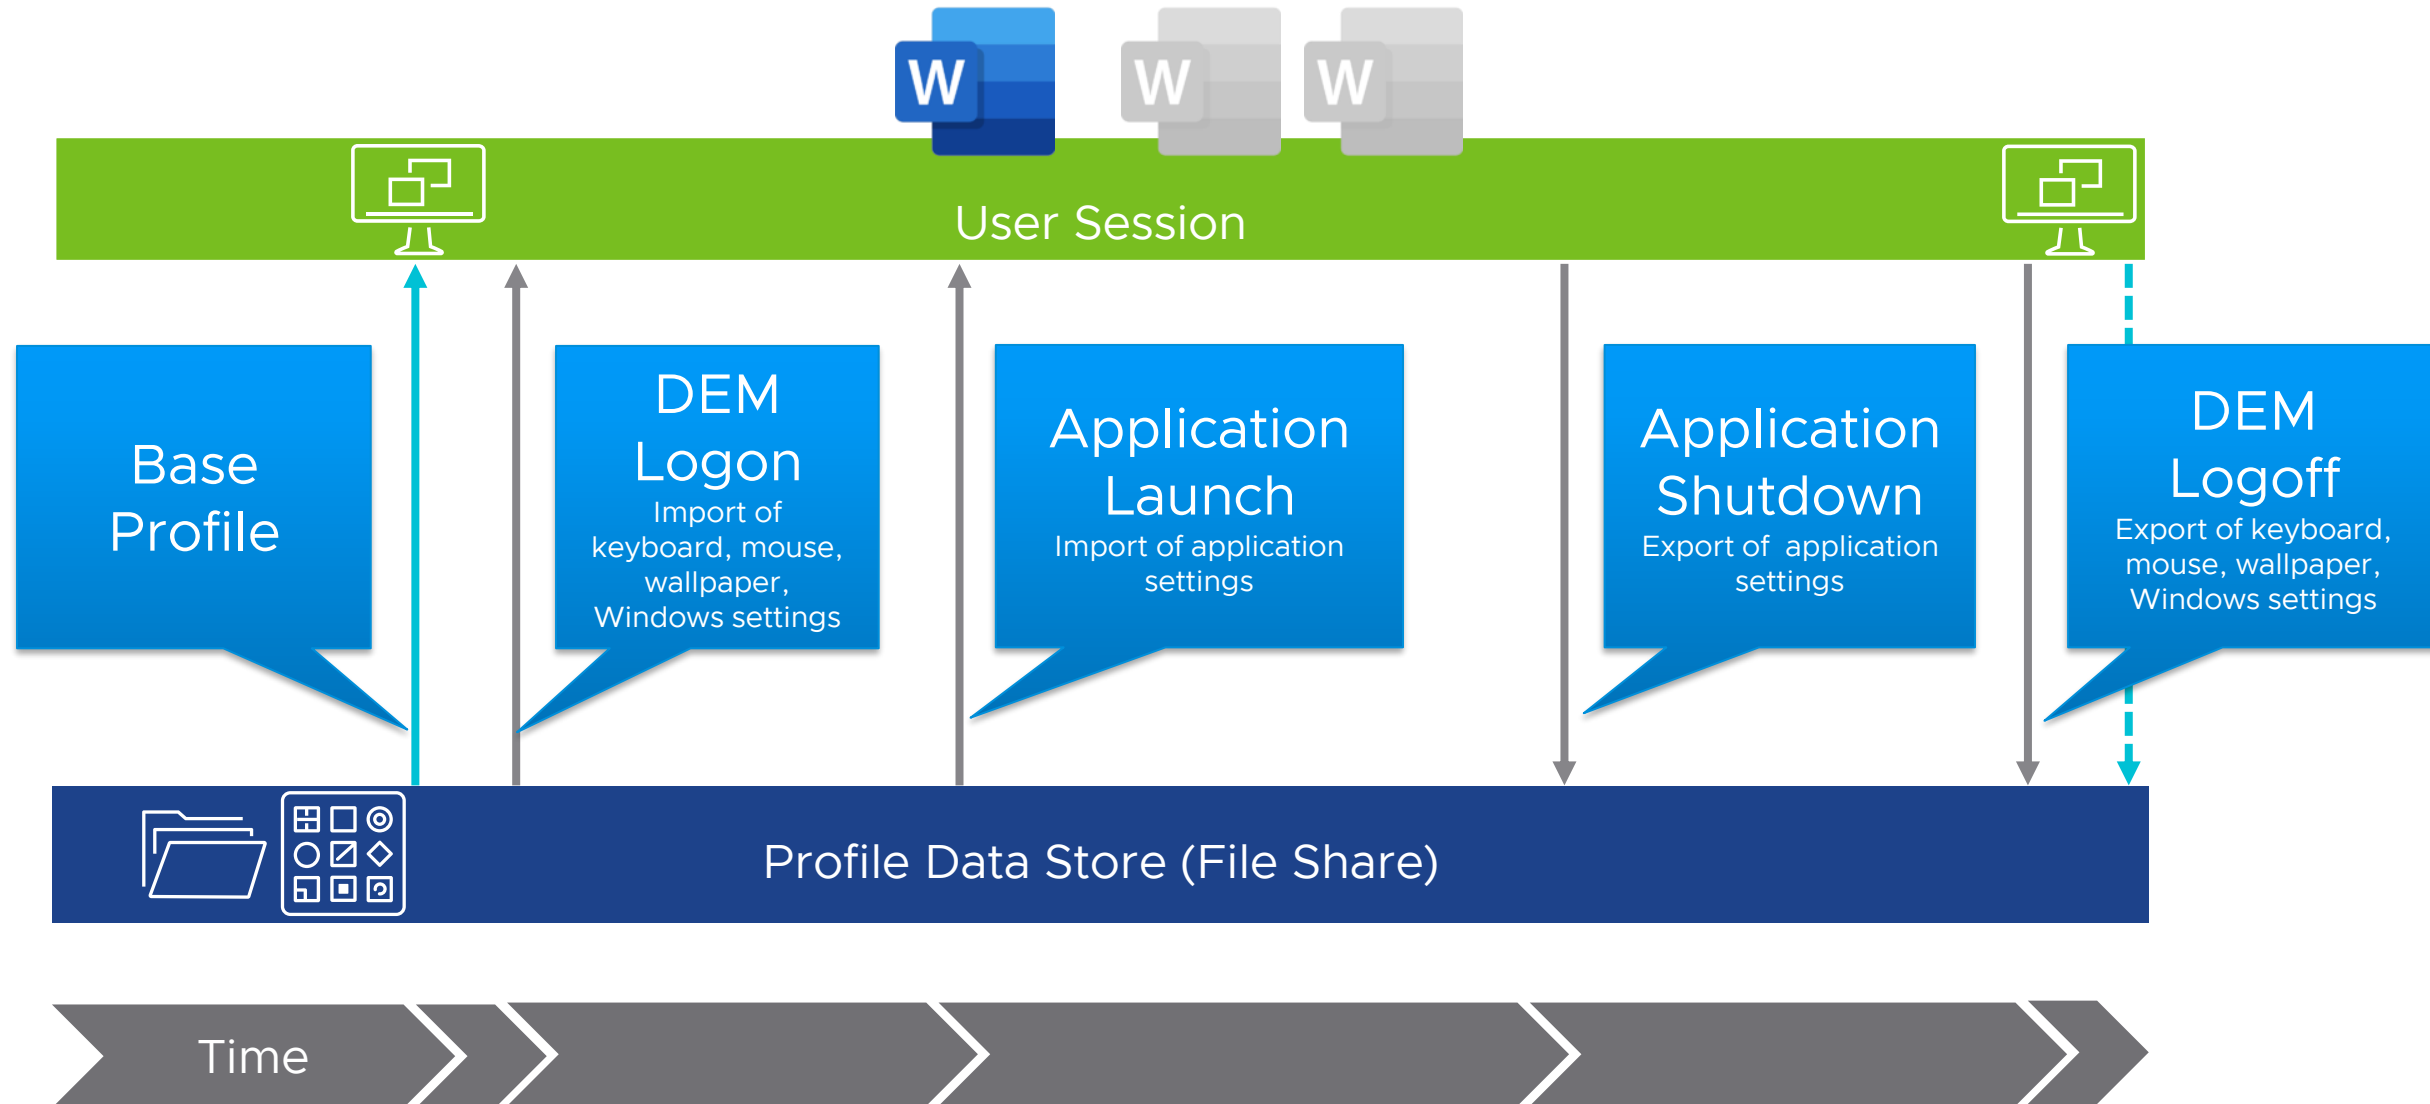 W
W
W
User Session
Base
Profile
DEM
Logon
Import of
keyboard, mouse,
wallpaper,
Windows settings
Application
Launch
Import of application
settings
Application
Shutdown
Export of application
settings
DEM
Logoff
Export of keyboard,
mouse, wallpaper,
Windows settings
Profile Data Store (File Share)
Time